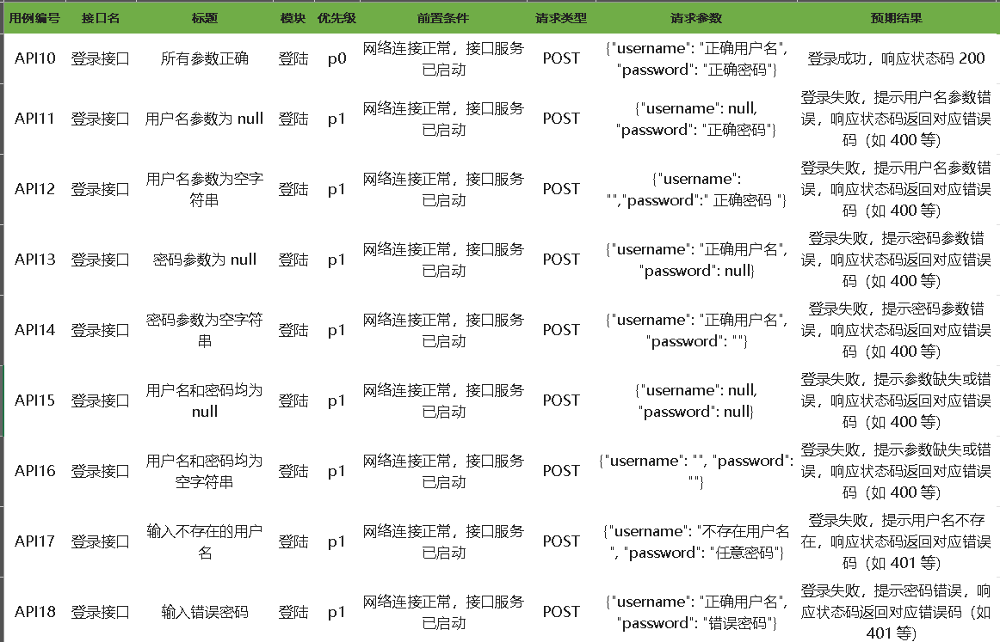 用例编号 接口名 标题 模块 优先级 前置条件 请求类型 请求参数 预期结果
API10 登录接口 所有参数正确 登陆 p0 网络连接正常，接口服务
已启动 POST {"username": "正确用户名",
"password": "正确密码"} 登录成功，响应状态码 200
API11 登录接口 用户名参数为 null 登陆 p1 网络连接正常，接口服务
已启动 POST {"username": null,
"password": "正确密码"} 登录失败，提示用户名参数错
误，响应状态码返回对应错误
码（如 400 等）
API12 登录接口 用户名参数为空字
符串 登陆 p1 网络连接正常，接口服务
已启动 POST {"username":
"","password":" 正确密码 "} 登录失败，提示用户名参数错
误，响应状态码返回对应错误
码（如 400 等）
API13 登录接口 密码参数为 null 登陆 p1 网络连接正常，接口服务
已启动 POST {"username": "正确用户名",
"password": null} 登录失败，提示密码参数错
误，响应状态码返回对应错误
码（如 400 等）
API14 登录接口 密码参数为空字符
串 登陆 p1 网络连接正常，接口服务
已启动 POST {"username": "正确用户名",
"password": ""} 登录失败，提示密码参数错
误，响应状态码返回对应错误
码（如 400 等）
API15 登录接口 用户名和密码均为
null 登陆 p1 网络连接正常，接口服务
已启动 POST {"username": null,
"password": null} 登录失败，提示参数缺失或错
误，响应状态码返回对应错误
码（如 400 等）
API16 登录接口 用户名和密码均为
空字符串 登陆 p1 网络连接正常，接口服务
已启动 POST {"username": "", "password":
""} 登录失败，提示参数缺失或错
误，响应状态码返回对应错误
码（如 400 等）
API17 登录接口 输入不存在的用户
名 登陆 p1 网络连接正常，接口服务
已启动 POST {"username": "不存在用户名
", "password": "任意密码"} 登录失败，提示用户名不存
在，响应状态码返回对应错误
码（如 401 等）
API18 登录接口 输入错误密码 登陆 p1 网络连接正常，接口服务
已启动 POST {"username": "正确用户名",
"password": "错误密码"} 登录失败，提示密码错误，响
应状态码返回对应错误码（如
401 等）